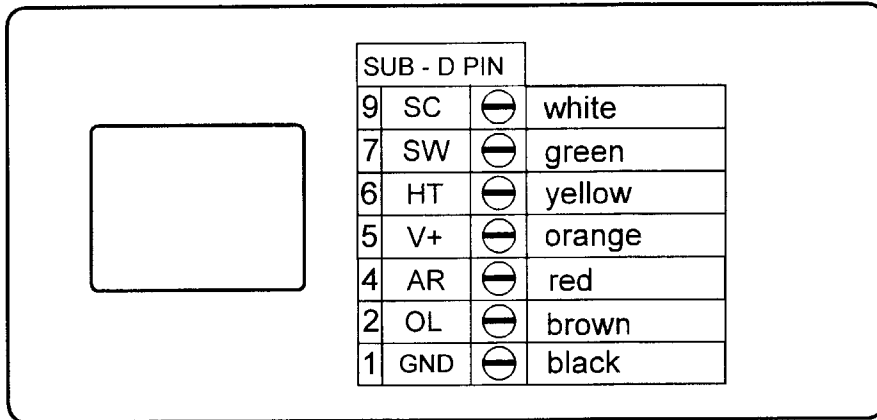 SUB - D PIN
9 SC white
7 SW green
6 HT yellow
5 V+ orange
4 AR red
2 OL brown
1 GND black